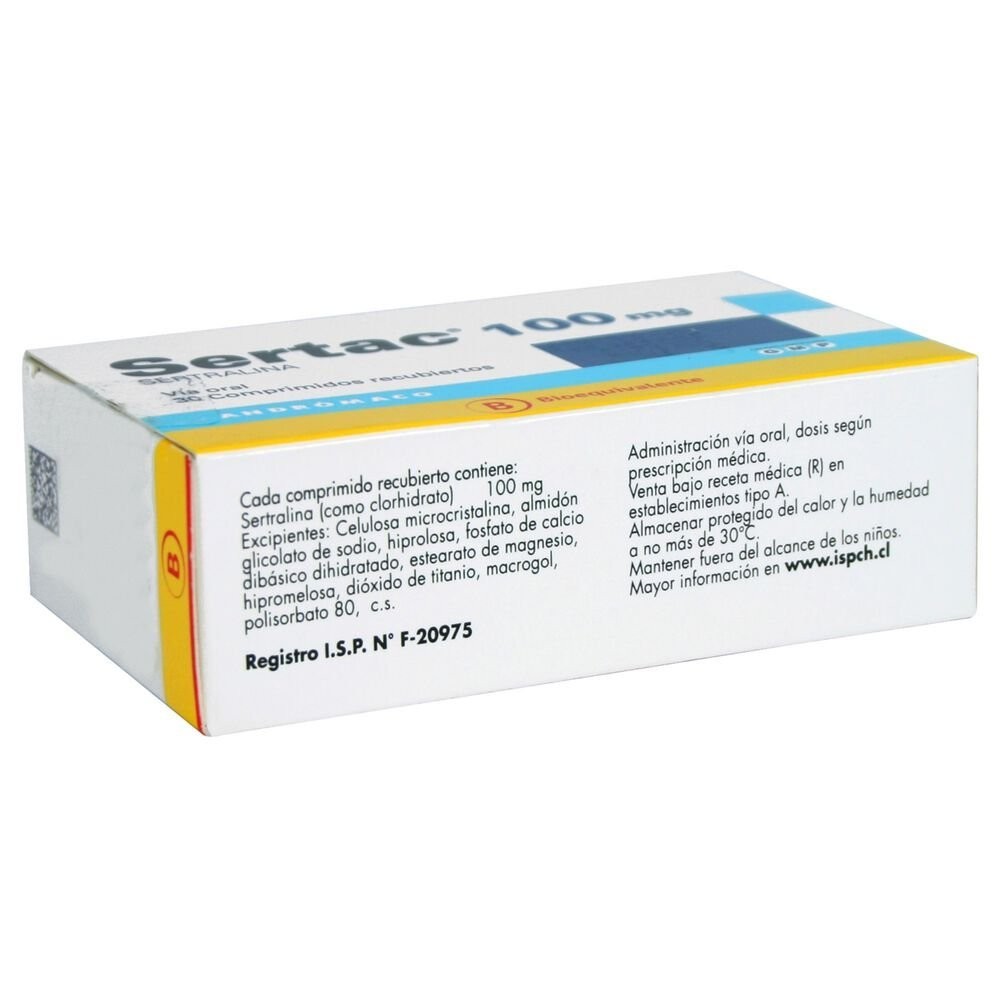 Sertac® 100 mg
SERTRALINA
Vía oral
30 Comprimidos recubiertos
ANDRÓMACO
B Bioequivalente
GMP
B
Cada comprimido recubierto contiene:
Sertralina (como clorhidrato) 100 mg
Excipientes: Celulosa microcristalina, almidón
glicolato de sodio, hiprolosa, fosfato de calcio
dibásico dihidratado, estearato de magnesio,
hipromelosa, dióxido de titanio, macrogol,
polisorbato 80, c.s.
Registro I.S.P. N° F-20975
Administración vía oral, dosis según
prescripción médica.
Venta bajo receta médica (R) en
establecimientos tipo A.
Almacenar protegido del calor y la humedad
a no más de 30°C.
Mantener fuera del alcance de los niños.
Mayor información en www.ispch.cl